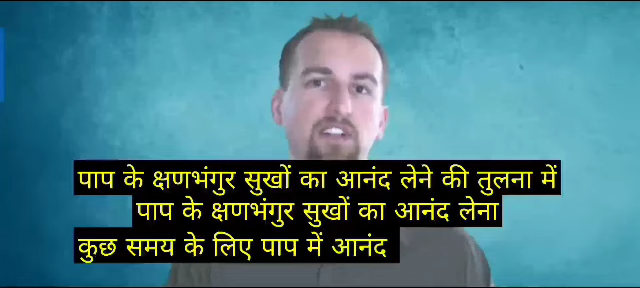 पाप के क्षणभंगुर सुखों का आनंद लेने की तुलना में
पाप के क्षणभंगुर सुखों का आनंद लेना
कुछ समय के लिए पाप में आनंद